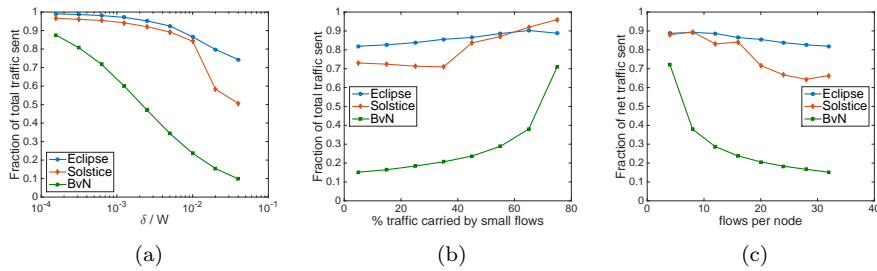 1
0.9
0.8
0.7
0.6
0.5
0.4
0.3
0.2
0.1
0
Fraction of total traffic sent
Eclipse
Solstice
BvN
10^-4 10^-3 10^-2 10^-1
δ / W
(a)
1
0.9
0.8
0.7
0.6
0.5
0.4
0.3
0.2
0.1
0
Fraction of total traffic sent
Eclipse
Solstice
BvN
0 20 40 60 80
% traffic carried by small flows
(b)
1
0.9
0.8
0.7
0.6
0.5
0.4
0.3
0.2
0.1
0
Fraction of net traffic sent
Eclipse
Solstice
BvN
0 10 20 30 40
flows per node
(c)